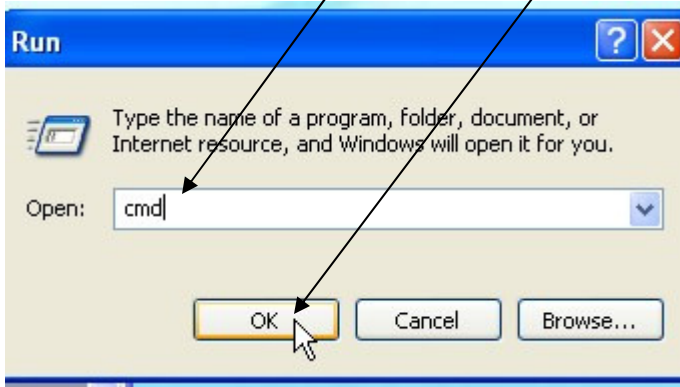 Run
Type the name of a program, folder, document, or
Internet resource, and Windows will open it for you.
Open: cmd
OK Cancel Browse...